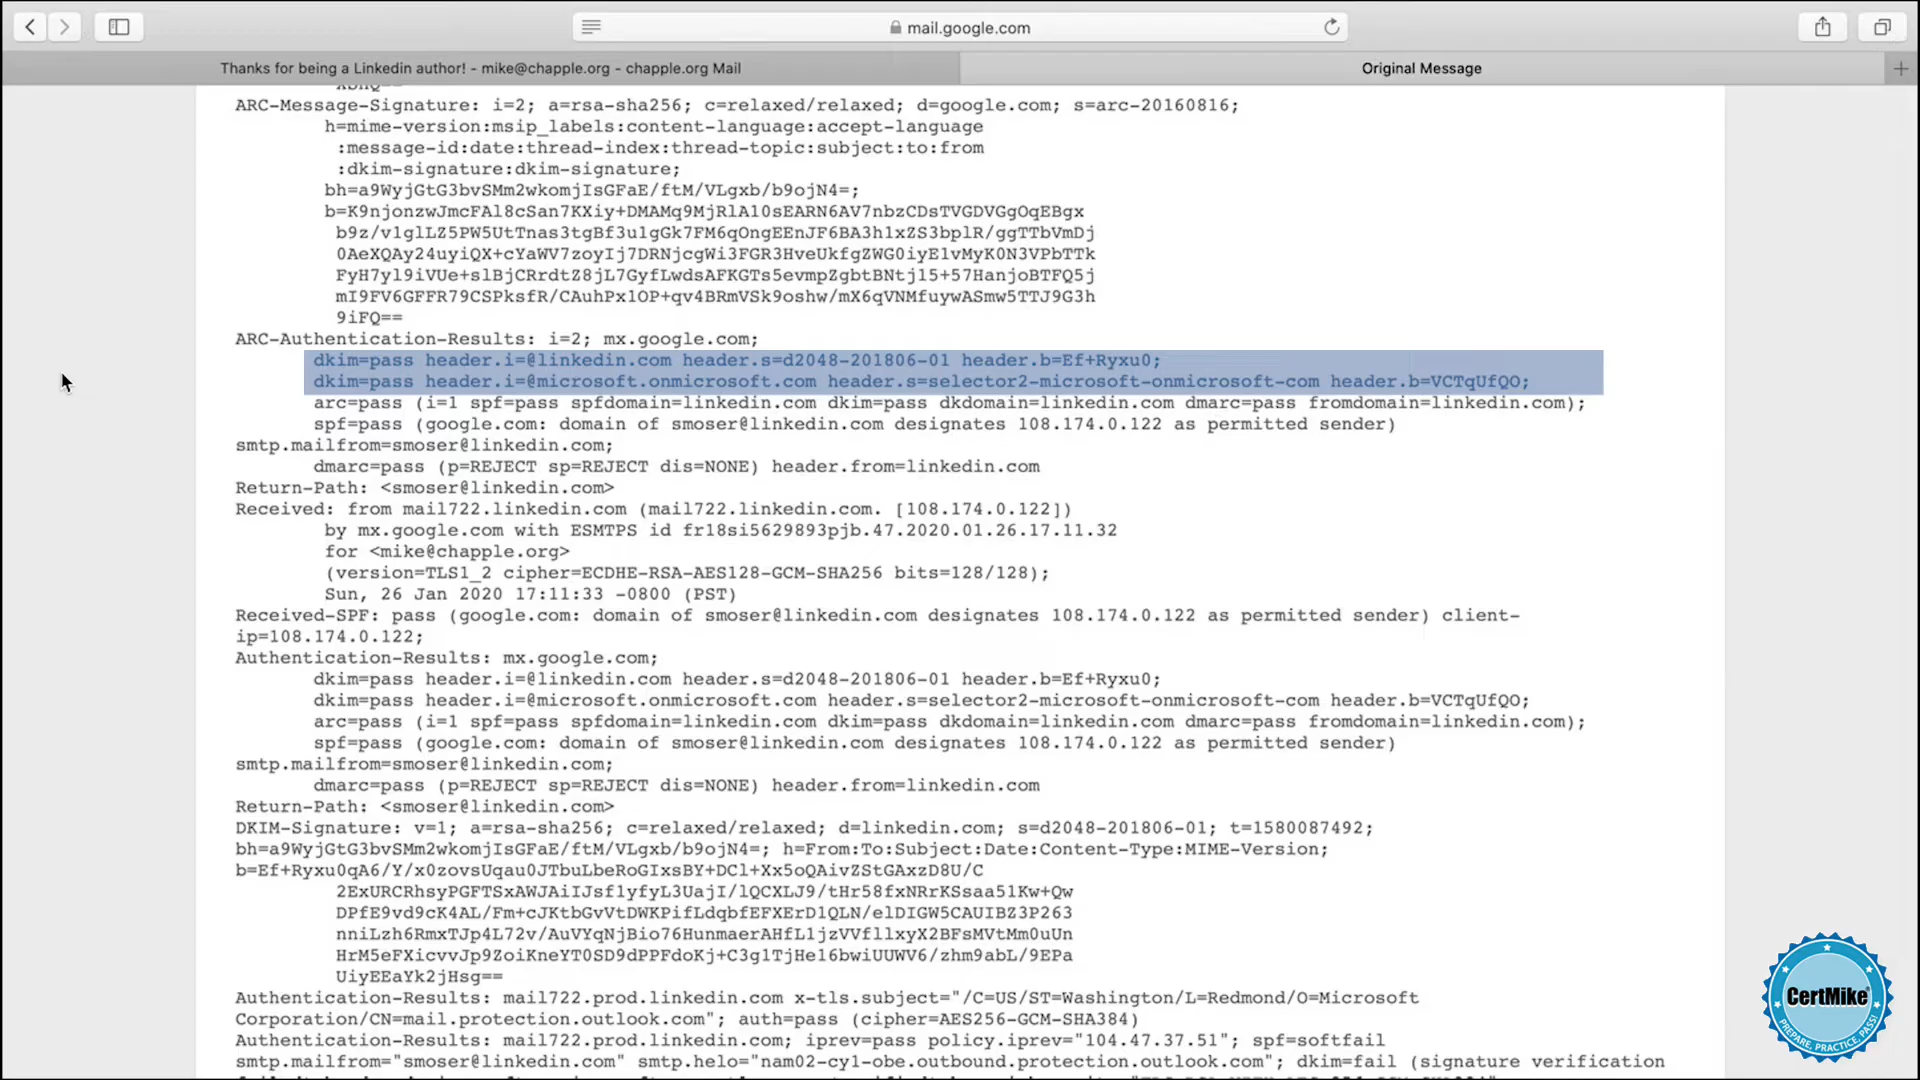 mail.google.com
Thanks for being a Linkedin author! - mike@chapple.org - chapple.org Mail
Original Message
ARC-Message-Signature: i=2; a=rsa-sha256; c=relaxed/relaxed; d=google.com; s=arc-20160816;
h=mime-version:msip_labels:content-language:accept-language
:message-id:date:thread-index:thread-topic:subject:to:from
:dkim-signature:dkim-signature;
bh=a9WyjGtG3bvSMm2wkomjIsGFaE/ftM/VLgxb/b9ojN4=;
b=K9njonzwJmcFAl8cSan7KXiy+DMAMq9MjRlA10sEARN6AV7nbzCDsTVGDVGgOqEBgx
b9z/v1glLZ5PW5UtTnas3tgBf3u1gGk7FM6qOngEEnJF6BA3h1xZS3bplR/ggTTbVmDj
0AeXQAy24uyiQX+cYaWV7zoyIj7DRNjcgWi3FGR3HveUkfgZWG0iyE1vMyK0N3VPbTTk
FyH7yl9iVUe+slBjCRrdtZ8jL7GyfLwdsAFKGTs5evmpZgbtBNtj15+57HanjoBTFQ5j
mI9FV6GFFR79CSPksfR/CAuhPx1OP+qv4BRmVSk9oshw/mX6qVNMfuywASmw5TTJ9G3h
9iFQ==
ARC-Authentication-Results: i=2; mx.google.com;
dkim=pass header.i=@linkedin.com header.s=d2048-201806-01 header.b=Ef+Ryxu0;
dkim=pass header.i=@microsoft.onmicrosoft.com header.s=selector2-microsoft-onmicrosoft-com header.b=VCTqUfQO;
arc=pass (i=1 spf=pass spfdomain=linkedin.com dkim=pass dkdomain=linkedin.com dmarc=pass fromdomain=linkedin.com);
spf=pass (google.com: domain of smoser@linkedin.com designates 108.174.0.122 as permitted sender)
smtp.mailfrom=smoser@linkedin.com;
dmarc=pass (p=REJECT sp=REJECT dis=NONE) header.from=linkedin.com
Return-Path: <smoser@linkedin.com>
Received: from mail722.linkedin.com (mail722.linkedin.com. [108.174.0.122])
by mx.google.com with ESMTPS id fr18si5629893pjb.47.2020.01.26.17.11.32
for <mike@chapple.org>
(version=TLS1_2 cipher=ECDHE-RSA-AES128-GCM-SHA256 bits=128/128);
Sun, 26 Jan 2020 17:11:33 -0800 (PST)
Received-SPF: pass (google.com: domain of smoser@linkedin.com designates 108.174.0.122 as permitted sender) client-
ip=108.174.0.122;
Authentication-Results: mx.google.com;
dkim=pass header.i=@linkedin.com header.s=d2048-201806-01 header.b=Ef+Ryxu0;
dkim=pass header.i=@microsoft.onmicrosoft.com header.s=selector2-microsoft-onmicrosoft-com header.b=VCTqUfQO;
arc=pass (i=1 spf=pass spfdomain=linkedin.com dkim=pass dkdomain=linkedin.com dmarc=pass fromdomain=linkedin.com);
spf=pass (google.com: domain of smoser@linkedin.com designates 108.174.0.122 as permitted sender)
smtp.mailfrom=smoser@linkedin.com;
dmarc=pass (p=REJECT sp=REJECT dis=NONE) header.from=linkedin.com
Return-Path: <smoser@linkedin.com>
DKIM-Signature: v=1; a=rsa-sha256; c=relaxed/relaxed; d=linkedin.com; s=d2048-201806-01; t=1580087492;
bh=a9WyjGtG3bvSMm2wkomjIsGFaE/ftM/VLgxb/b9ojN4=; h=From:To:Subject:Date:Content-Type:MIME-Version;
b=Ef+Ryxu0qA6/Y/x0zovsUqau0JTbuLbeRoGIxsBY+DCl+Xx5oQAivZStGAxzD8U/C
2ExURCRhsyPGFTSxAWJAiIJsf1yfyL3UajI/lQCXLJ9/tHr58fxNRrKSsaa51Kw+Qw
DPfE9vd9cK4AL/Fm+cJKtbGvVtDWKPifLdqbfEFXErD1QLN/elDIGW5CAUIBZ3P263
nniLzh6RmxTJp4L72v/AuVYqNjBio76HunmaerAHfL1jzVVfllxyX2BFsMVtMm0uUn
HrM5eFXicvvJp9ZoiKneYT0SD9dPPFdoKj+C3g1TjHe16bwiUUWV6/zhm9abL/9EPa
UiyEEaYk2jHsg==
Authentication-Results: mail722.prod.linkedin.com x-tls.subject="/C=US/ST=Washington/L=Redmond/O=Microsoft
Corporation/CN=mail.protection.outlook.com"; auth=pass (cipher=AES256-GCM-SHA384)
Authentication-Results: mail722.prod.linkedin.com; iprev=pass policy.iprev="104.47.37.51"; spf=softfail
smtp.mailfrom="smoser@linkedin.com" smtp.helo="nam02-cy1-obe.outbound.protection.outlook.com"; dkim=fail (signature verification
CertMike
PREPARE, PRACTICE, PASS!